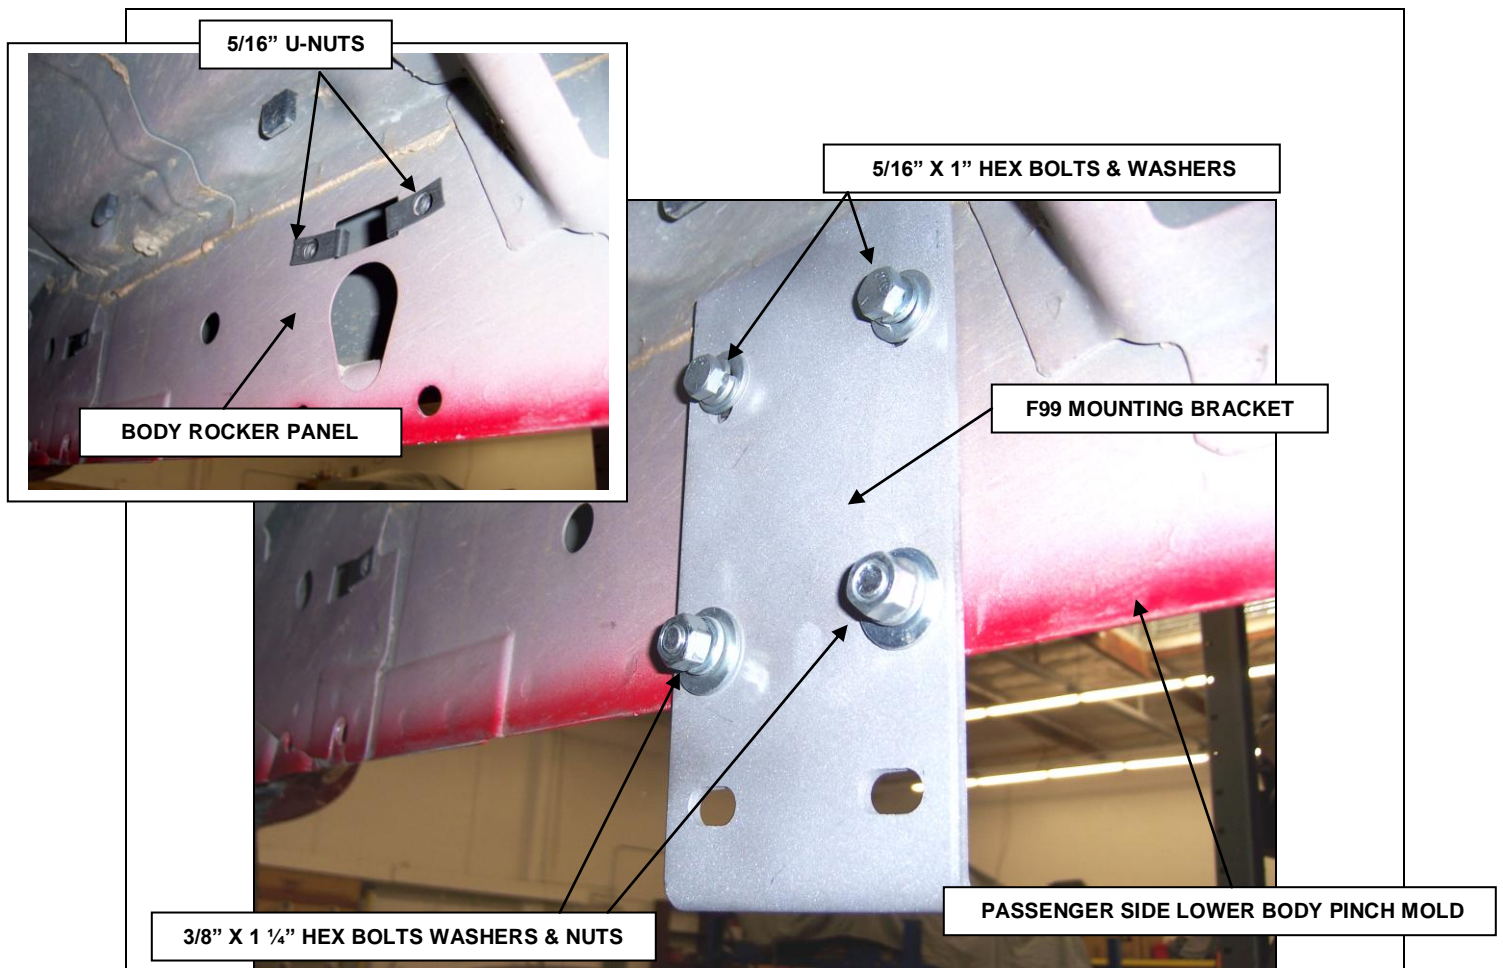 5/16” U-NUTS
5/16” X 1” HEX BOLTS & WASHERS
F99 MOUNTING BRACKET
BODY ROCKER PANEL
PASSENGER SIDE LOWER BODY PINCH MOLD
3/8” X 1 ¼” HEX BOLTS WASHERS & NUTS